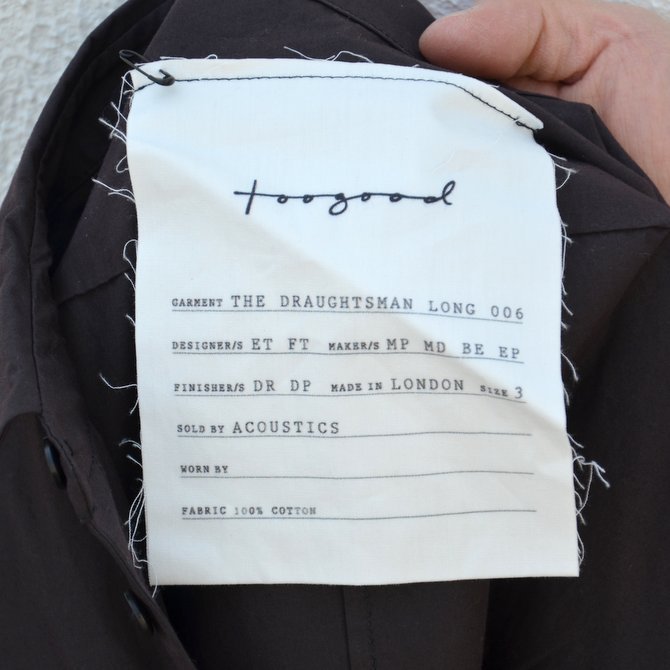 toogood
GARMENT THE DRAUGHTSMAN LONG 006
DESIGNER/S ET FT MAKER/S MP MD BE EP
FINISHER/S DR DP MADE IN LONDON SIZE 3
SOLD BY ACOUSTICS
WORN BY
FABRIC 100% COTTON